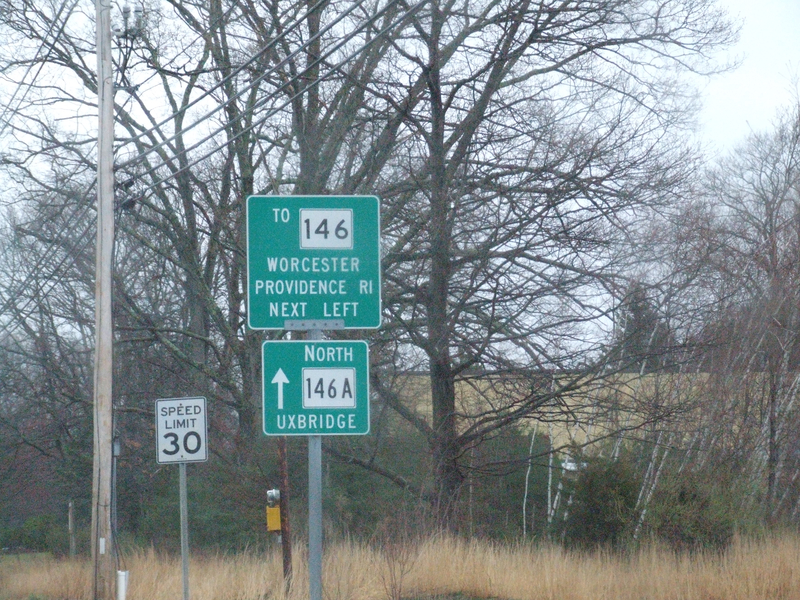 TO 146
WORCESTER
PROVIDENCE RI
NEXT LEFT
NORTH
146A
UXBRIDGE
SPEED
LIMIT
30